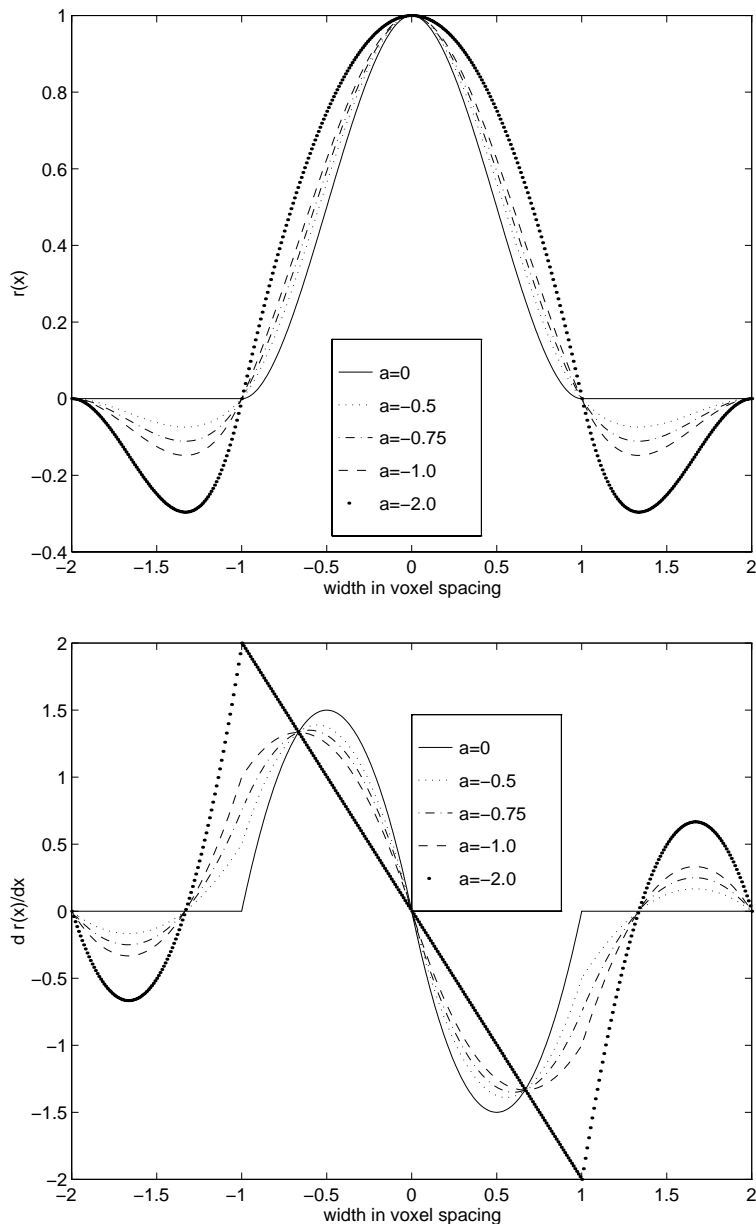 1
0.8
0.6
0.4
0.2
0
−0.2
−0.4
r(x)
a=0
a=−0.5
a=−0.75
a=−1.0
a=−2.0
−2 −1.5 −1 −0.5 0 0.5 1 1.5 2
width in voxel spacing
2
1.5
1
0.5
0
−0.5
−1
−1.5
−2
d r(x)/dx
a=0
a=−0.5
a=−0.75
a=−1.0
a=−2.0
−2 −1.5 −1 −0.5 0 0.5 1 1.5 2
width in voxel spacing